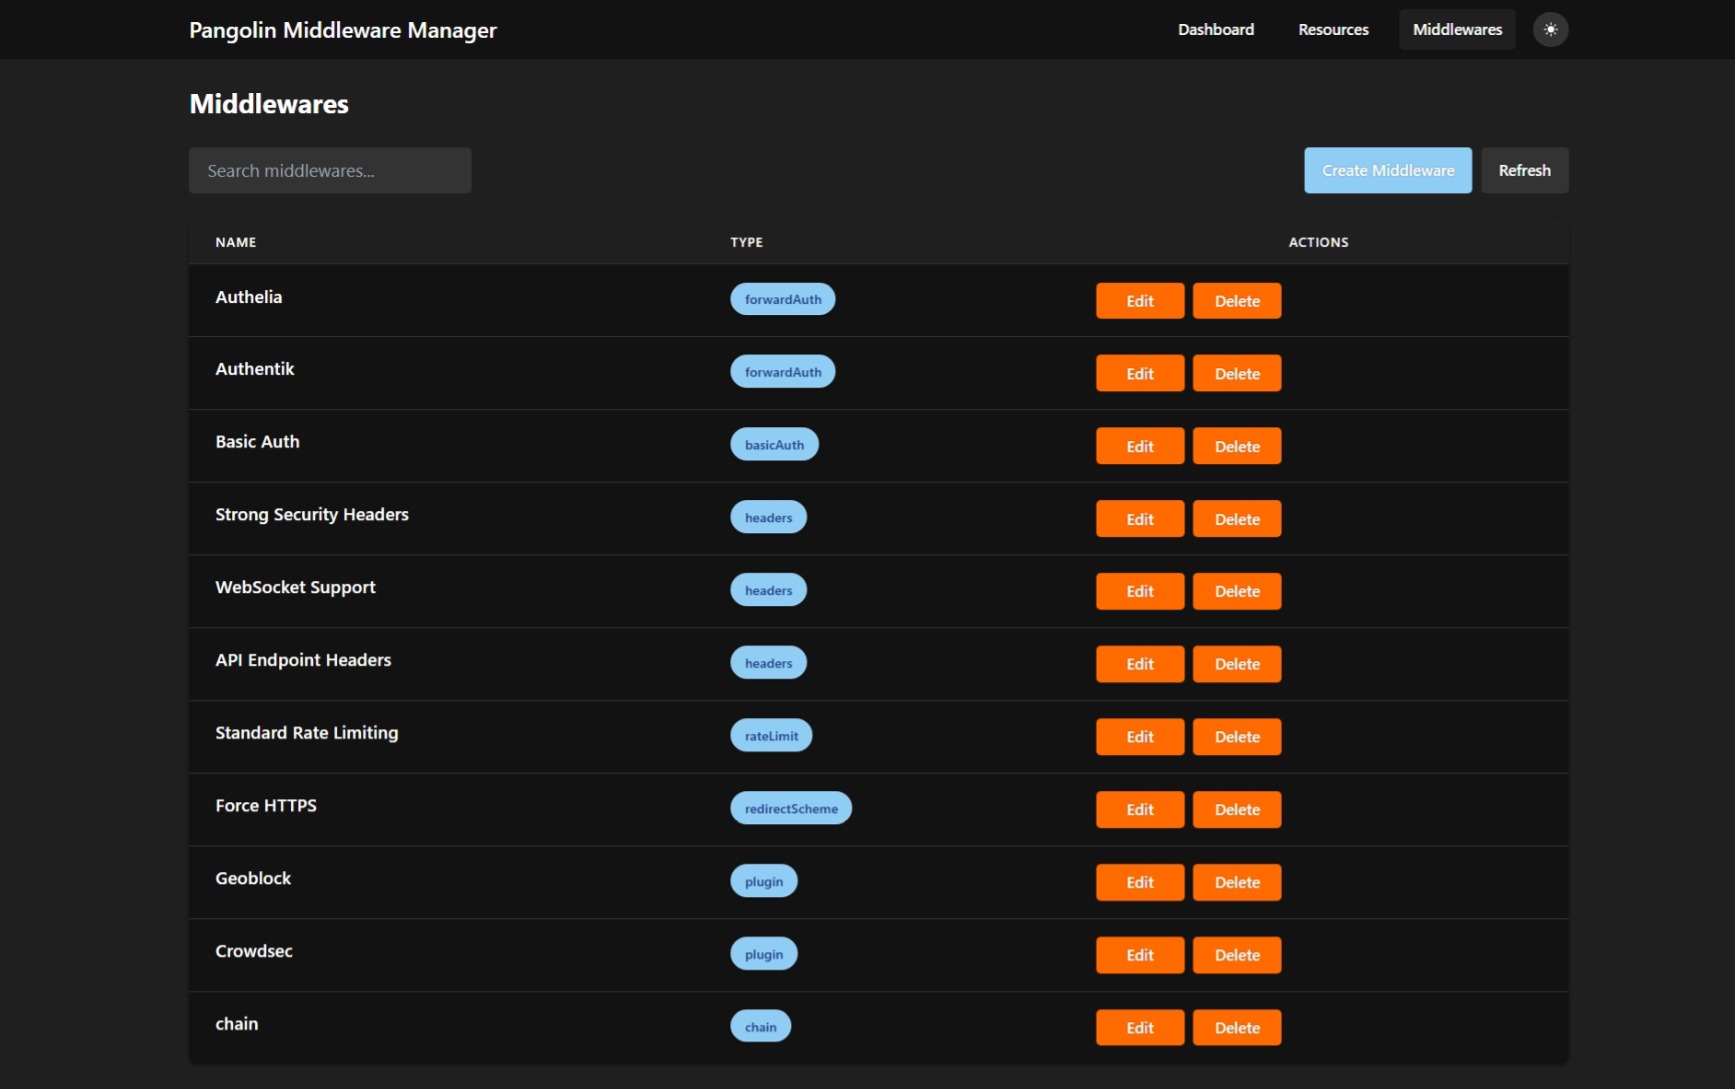 Pangolin Middleware Manager
Dashboard Resources Middlewares
Middlewares
Search middlewares...
Create Middleware Refresh
NAME TYPE ACTIONS
Authelia forwardAuth Edit Delete
Authentik forwardAuth Edit Delete
Basic Auth basicAuth Edit Delete
Strong Security Headers headers Edit Delete
WebSocket Support headers Edit Delete
API Endpoint Headers headers Edit Delete
Standard Rate Limiting rateLimit Edit Delete
Force HTTPS redirectScheme Edit Delete
Geoblock plugin Edit Delete
Crowdsec plugin Edit Delete
chain chain Edit Delete